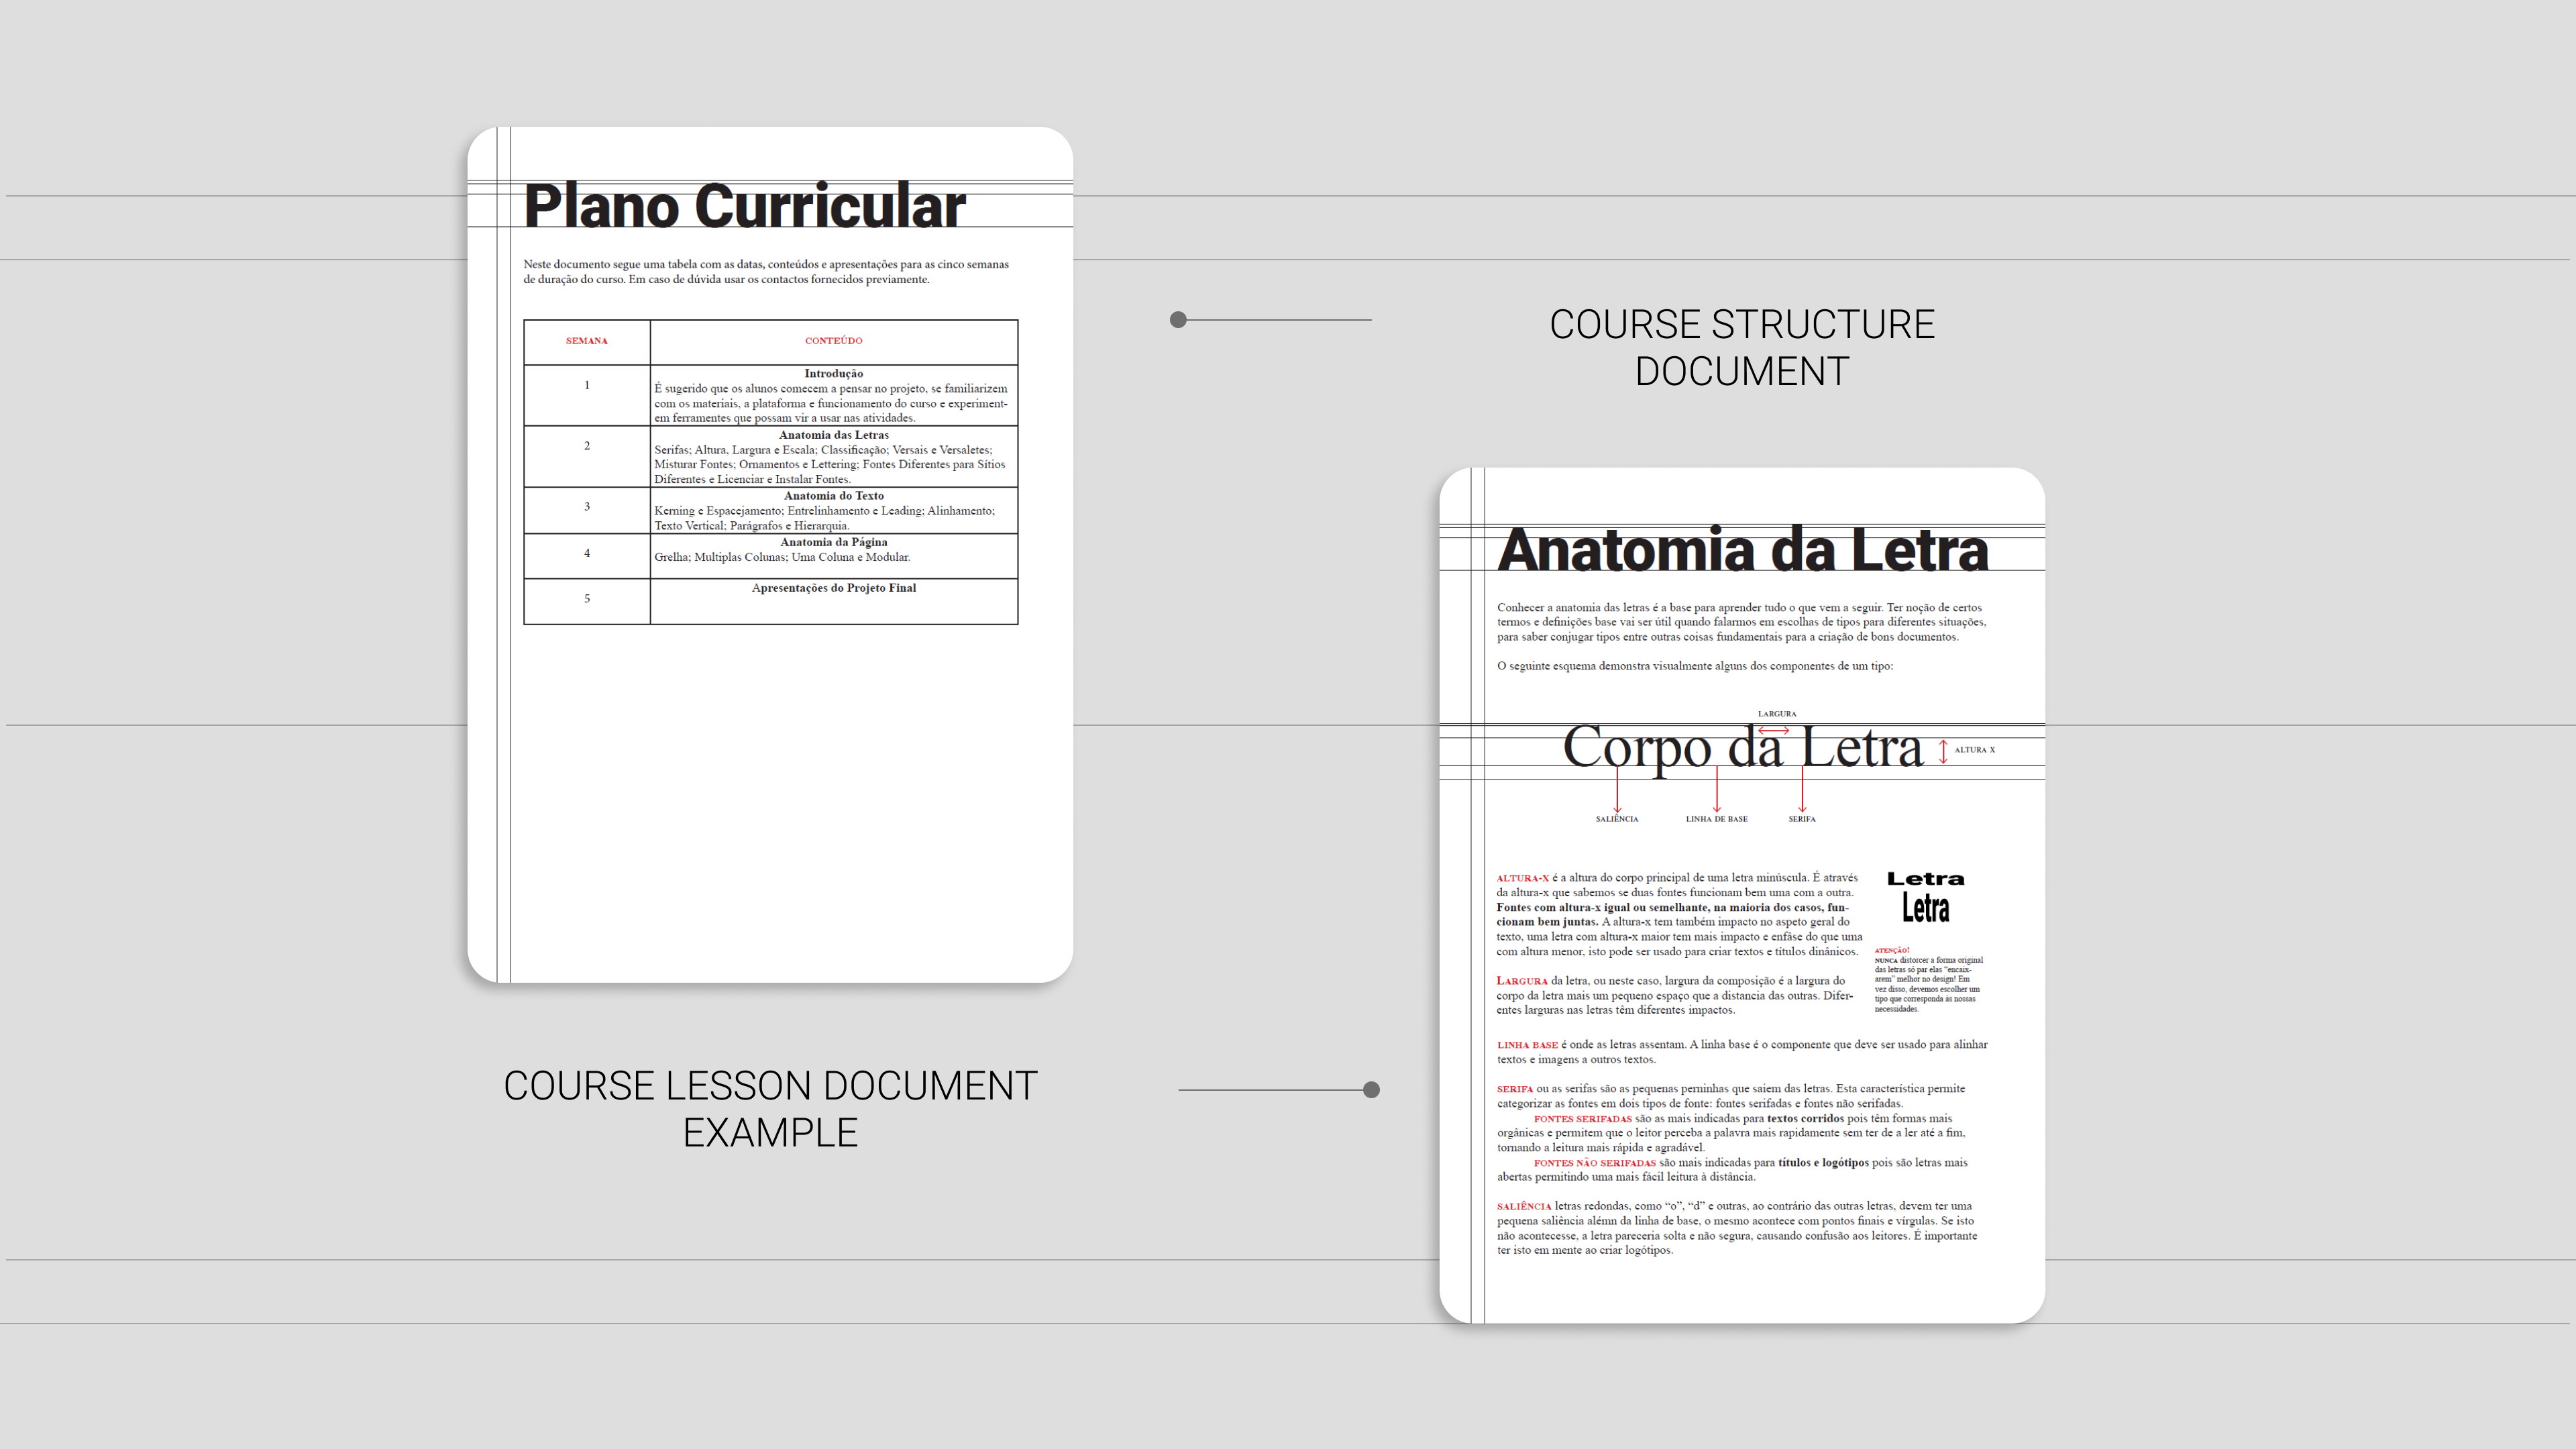 Plano Curricular
Neste documento segue uma tabela com as datas, conteúdos e apresentações para as cinco semanas
de duração do curso. Em caso de dúvida usar os contactos fornecidos previamente.
SEMANA
CONTEÚDO
1
Introdução
É sugerido que os alunos comecem a pensar no projeto, se familiarizem
com os materiais, a plataforma e funcionamento do curso e experiment-
em ferramentes que possam vir a usar nas atividades.
2
Anatomia das Letras
Serifas; Altura, Largura e Escala; Classificação; Versais e Versaletes;
Misturar Fontes; Ornamentos e Lettering; Fontes Diferentes para Sítios
Diferentes e Licenciar e Instalar Fontes.
3
Anatomia do Texto
Kerning e Espacejamento; Entrelinhamento e Leading; Alinhamento;
Texto Vertical; Parágrafos e Hierarquia.
4
Anatomia da Página
Grelha; Multiplas Colunas; Uma Coluna e Modular.
5
Apresentações do Projeto Final
COURSE STRUCTURE
DOCUMENT
COURSE LESSON DOCUMENT
EXAMPLE
Anatomia da Letra
Conhecer a anatomia das letras é a base para aprender tudo o que vem a seguir. Ter noção de certos
termos e definições base vai ser útil quando falarmos em escolhas de tipos para diferentes situações,
para saber conjugar tipos entre outras coisas fundamentais para a criação de bons documentos.
O seguinte esquema demonstra visualmente alguns dos componentes de um tipo:
LARGURA
Corpo da Letra
ALTURA X
SALIÊNCIA
LINHA DE BASE
SERIFA
ALTURA-X é a altura do corpo principal de uma letra minúscula. É através
da altura-x que sabemos se duas fontes funcionam bem uma com a outra.
Fontes com altura-x igual ou semelhante, na maioria dos casos, fun-
cionam bem juntas. A altura-x tem também impacto no aspeto geral do
texto, uma letra com altura-x maior tem mais impacto e enfâse do que uma
com altura menor, isto pode ser usado para criar textos e títulos dinânicos.
Letra
Letra
ATENÇÃO!
NUNCA distorcer a forma original
das letras só par elas “encaix-
arem” melhor no design! Em
vez disso, devemos escolher um
tipo que corresponda às nossas
necessidades.
LARGURA da letra, ou neste caso, largura da composição é a largura do
corpo da letra mais um pequeno espaço que a distancia das outras. Difer-
entes larguras nas letras têm diferentes impactos.
LINHA BASE é onde as letras assentam. A linha base é o componente que deve ser usado para alinhar
textos e imagens a outros textos.
SERIFA ou as serifas são as pequenas perninhas que saiem das letras. Esta característica permite
categorizar as fontes em dois tipos de fonte: fontes serifadas e fontes não serifadas.
FONTES SERIFADAS são as mais indicadas para textos corridos pois têm formas mais
orgânicas e permitem que o leitor perceba a palavra mais rapidamente sem ter de a ler até a fim,
tornando a leitura mais rápida e agradável.
FONTES NÃO SERIFADAS são mais indicadas para títulos e logótipos pois são letras mais
abertas permitindo uma mais fácil leitura à distância.
SALIÊNCIA letras redondas, como “o”, “d” e outras, ao contrário das outras letras, devem ter uma
pequena saliência alémn da linha de base, o mesmo acontece com pontos finais e vírgulas. Se isto
não acontecesse, a letra pareceria solta e não segura, causando confusão aos leitores. É importante
ter isto em mente ao criar logótipos.